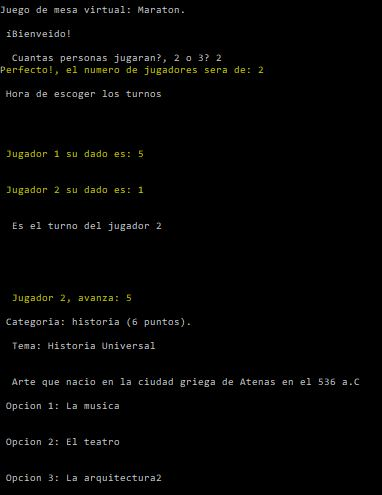 Juego de mesa virtual: Maraton.
¡Bienveido!
Cuantas personas jugaran?, 2 o 3? 2
Perfecto!, el numero de jugadores sera de: 2
Hora de escoger los turnos
Jugador 1 su dado es: 5
Jugador 2 su dado es: 1
Es el turno del jugador 2
Jugador 2, avanza: 5
Categoria: historia (6 puntos).
Tema: Historia Universal
Arte que nacio en la ciudad griega de Atenas en el 536 a.C
Opcion 1: La musica
Opcion 2: El teatro
Opcion 3: La arquitectura2